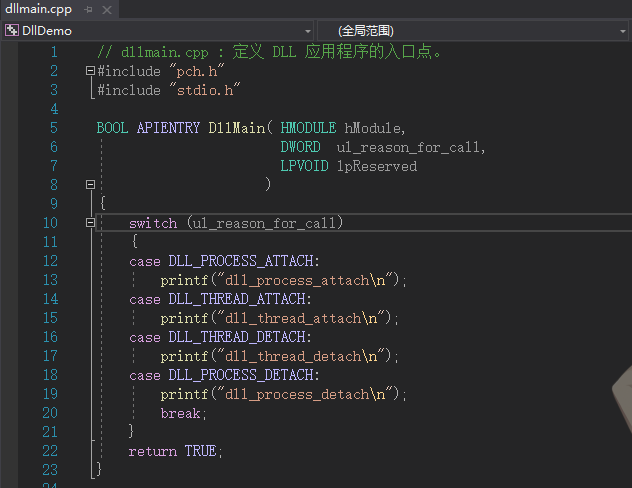 dllmain.cpp
DllDemo (全局范围)
1 // dllmain.cpp : 定义 DLL 应用程序的入口点。
2 #include "pch.h"
3 #include "stdio.h"
4
5 BOOL APIENTRY DllMain( HMODULE hModule,
6 DWORD ul_reason_for_call,
7 LPVOID lpReserved
8 )
9 {
10 switch (ul_reason_for_call)
11 {
12 case DLL_PROCESS_ATTACH:
13 printf("dll_process_attach\n");
14 case DLL_THREAD_ATTACH:
15 printf("dll_thread_attach\n");
16 case DLL_THREAD_DETACH:
17 printf("dll_thread_detach\n");
18 case DLL_PROCESS_DETACH:
19 printf("dll_process_detach\n");
20 break;
21 }
22 return TRUE;
23 }
24